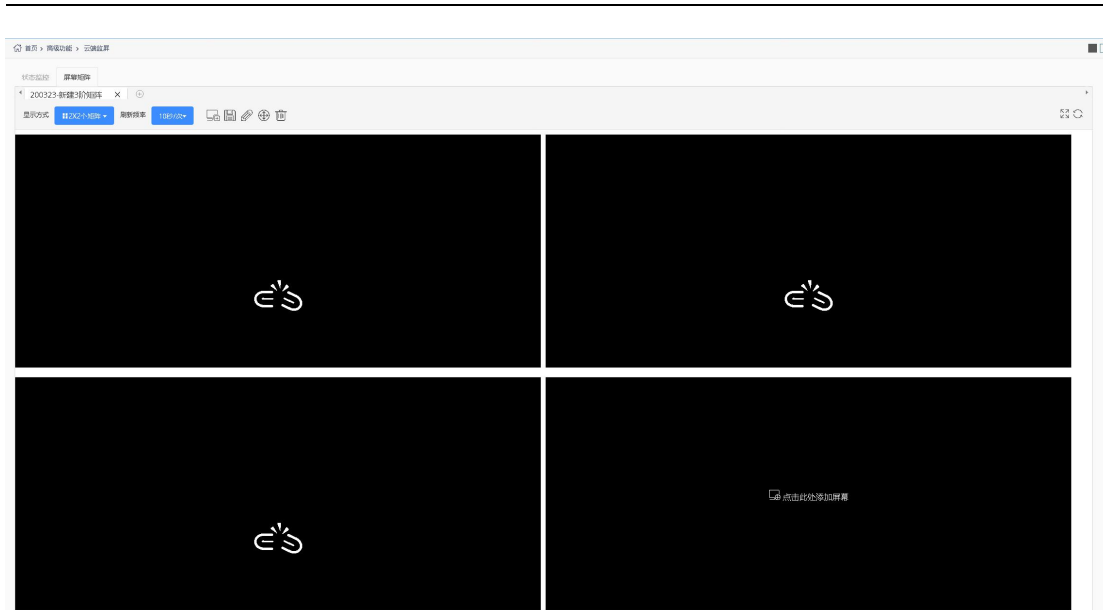 首页 > 高级功能 > 云端监屏
状态监控 屏幕矩阵
200323-新建3阶矩阵 ×
显示方式 2X2个矩阵 刷新频率 10秒/次
点击此处添加屏幕